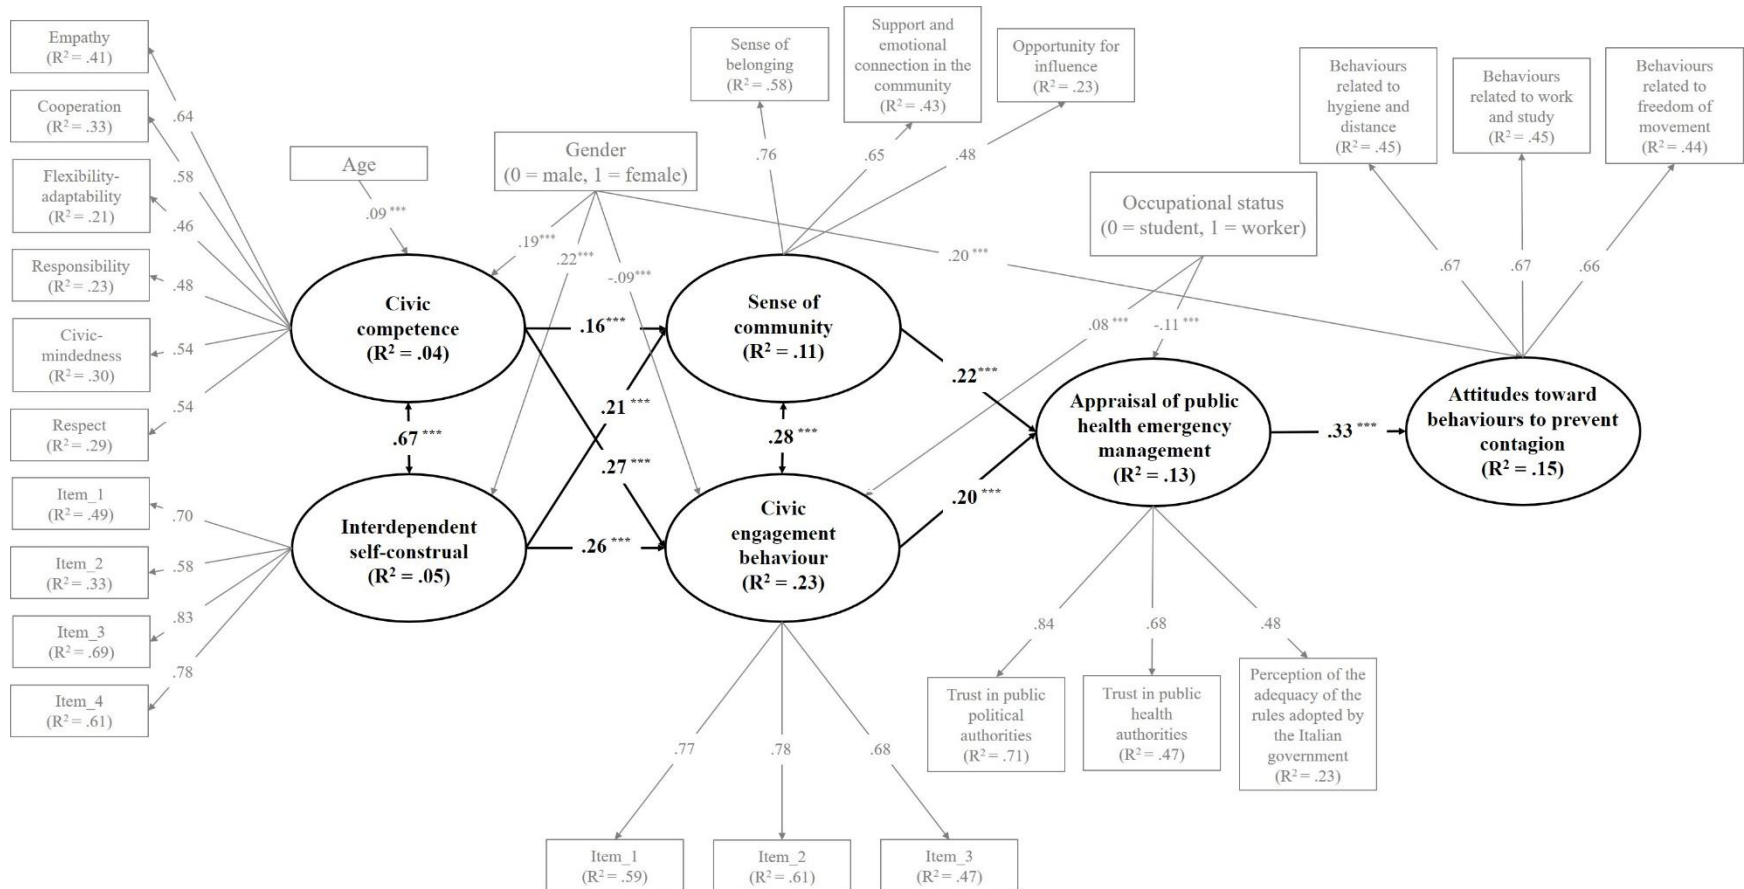 Empathy
(R² = .41)
Cooperation
(R² = .33)
Flexibility-
adaptability
(R² = .21)
Responsibility
(R² = .23)
Civic-
mindedness
(R² = .30)
Respect
(R² = .29)
Item_1
(R² = .49)
Item_2
(R² = .33)
Item_3
(R² = .69)
Item_4
(R² = .61)
.64
.58
.46
.48
.54
.54
.70
.58
.83
.78
Age
.09 ***
Gender
(0 = male, 1 = female)
.19***
.22***
-.09***
.20 ***
Sense of
belonging
(R² = .58)
Support and
emotional
connection in the
community
(R² = .43)
Opportunity for
influence
(R² = .23)
.76
.65
.48
Occupational status
(0 = student, 1 = worker)
.08 ***
-.11 ***
Behaviours
related to
hygiene and
distance
(R² = .45)
Behaviours
related to work
and study
(R² = .45)
Behaviours
related to
freedom of
movement
(R² = .44)
.67
.67
.66
Civic
competence
(R² = .04)
.16***
Sense of
community
(R² = .11)
.67 ***
.21 ***
.27 ***
.28 ***
Interdependent
self-construal
(R² = .05)
.26 ***
Civic
engagement
behaviour
(R² = .23)
.22***
.20 ***
Appraisal of public
health emergency
management
(R² = .13)
.33 ***
Attitudes toward
behaviours to prevent
contagion
(R² = .15)
.84
.68
.48
Trust in public
political
authorities
(R² = .71)
Trust in public
health
authorities
(R² = .47)
Perception of the
adequacy of the
rules adopted by
the Italian
government
(R² = .23)
.77
.78
.68
Item_1
(R² = .59)
Item_2
(R² = .61)
Item_3
(R² = .47)